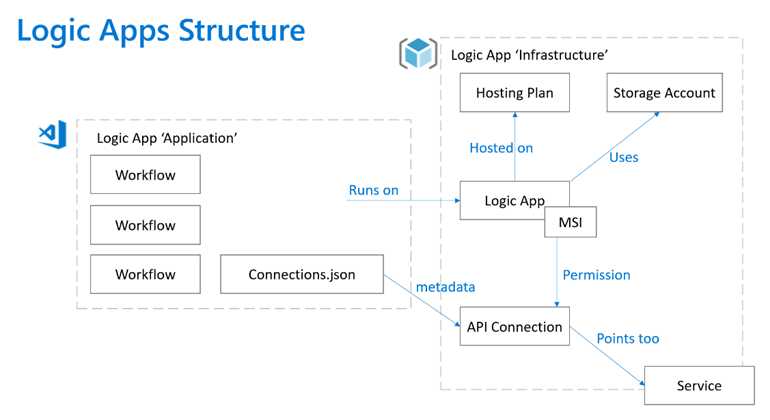 Logic Apps Structure
Logic App ‘Infrastructure’
Hosting Plan
Storage Account
Logic App ‘Application’
Hosted on
Uses
Workflow
Runs on
Logic App
MSI
Workflow
Workflow
Connections.json
metadata
Permission
API Connection
Points too
Service